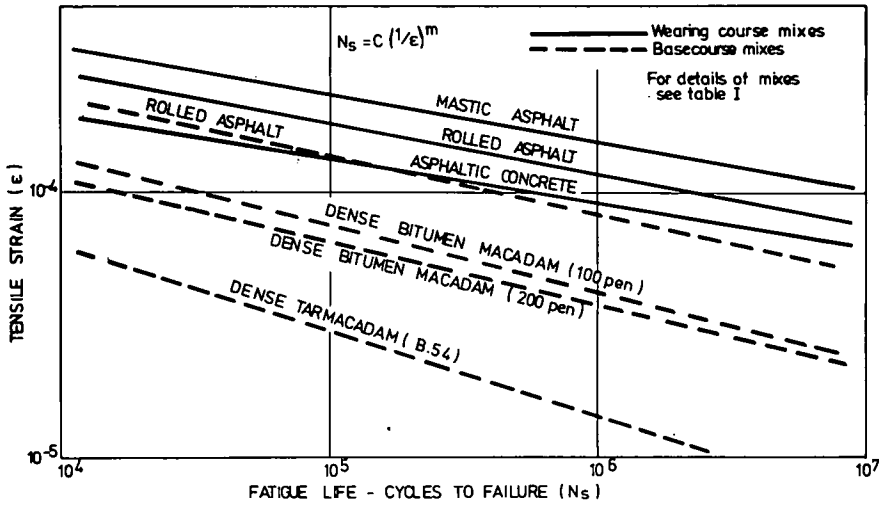 N_s = C (1/ε)^m
Wearing course mixes
Basecourse mixes
For details of mixes
see table I
MASTIC ASPHALT
ROLLED ASPHALT
ROLLED ASPHALT
ASPHALTIC CONCRETE
DENSE BITUMEN MACADAM (100 pen)
DENSE BITUMEN MACADAM (200 pen)
DENSE TARMACADAM (B.54)
TENSILE STRAIN (ε)
10^-4
10^-5
10^4
10^5
10^6
10^7
FATIGUE LIFE - CYCLES TO FAILURE (N_s)